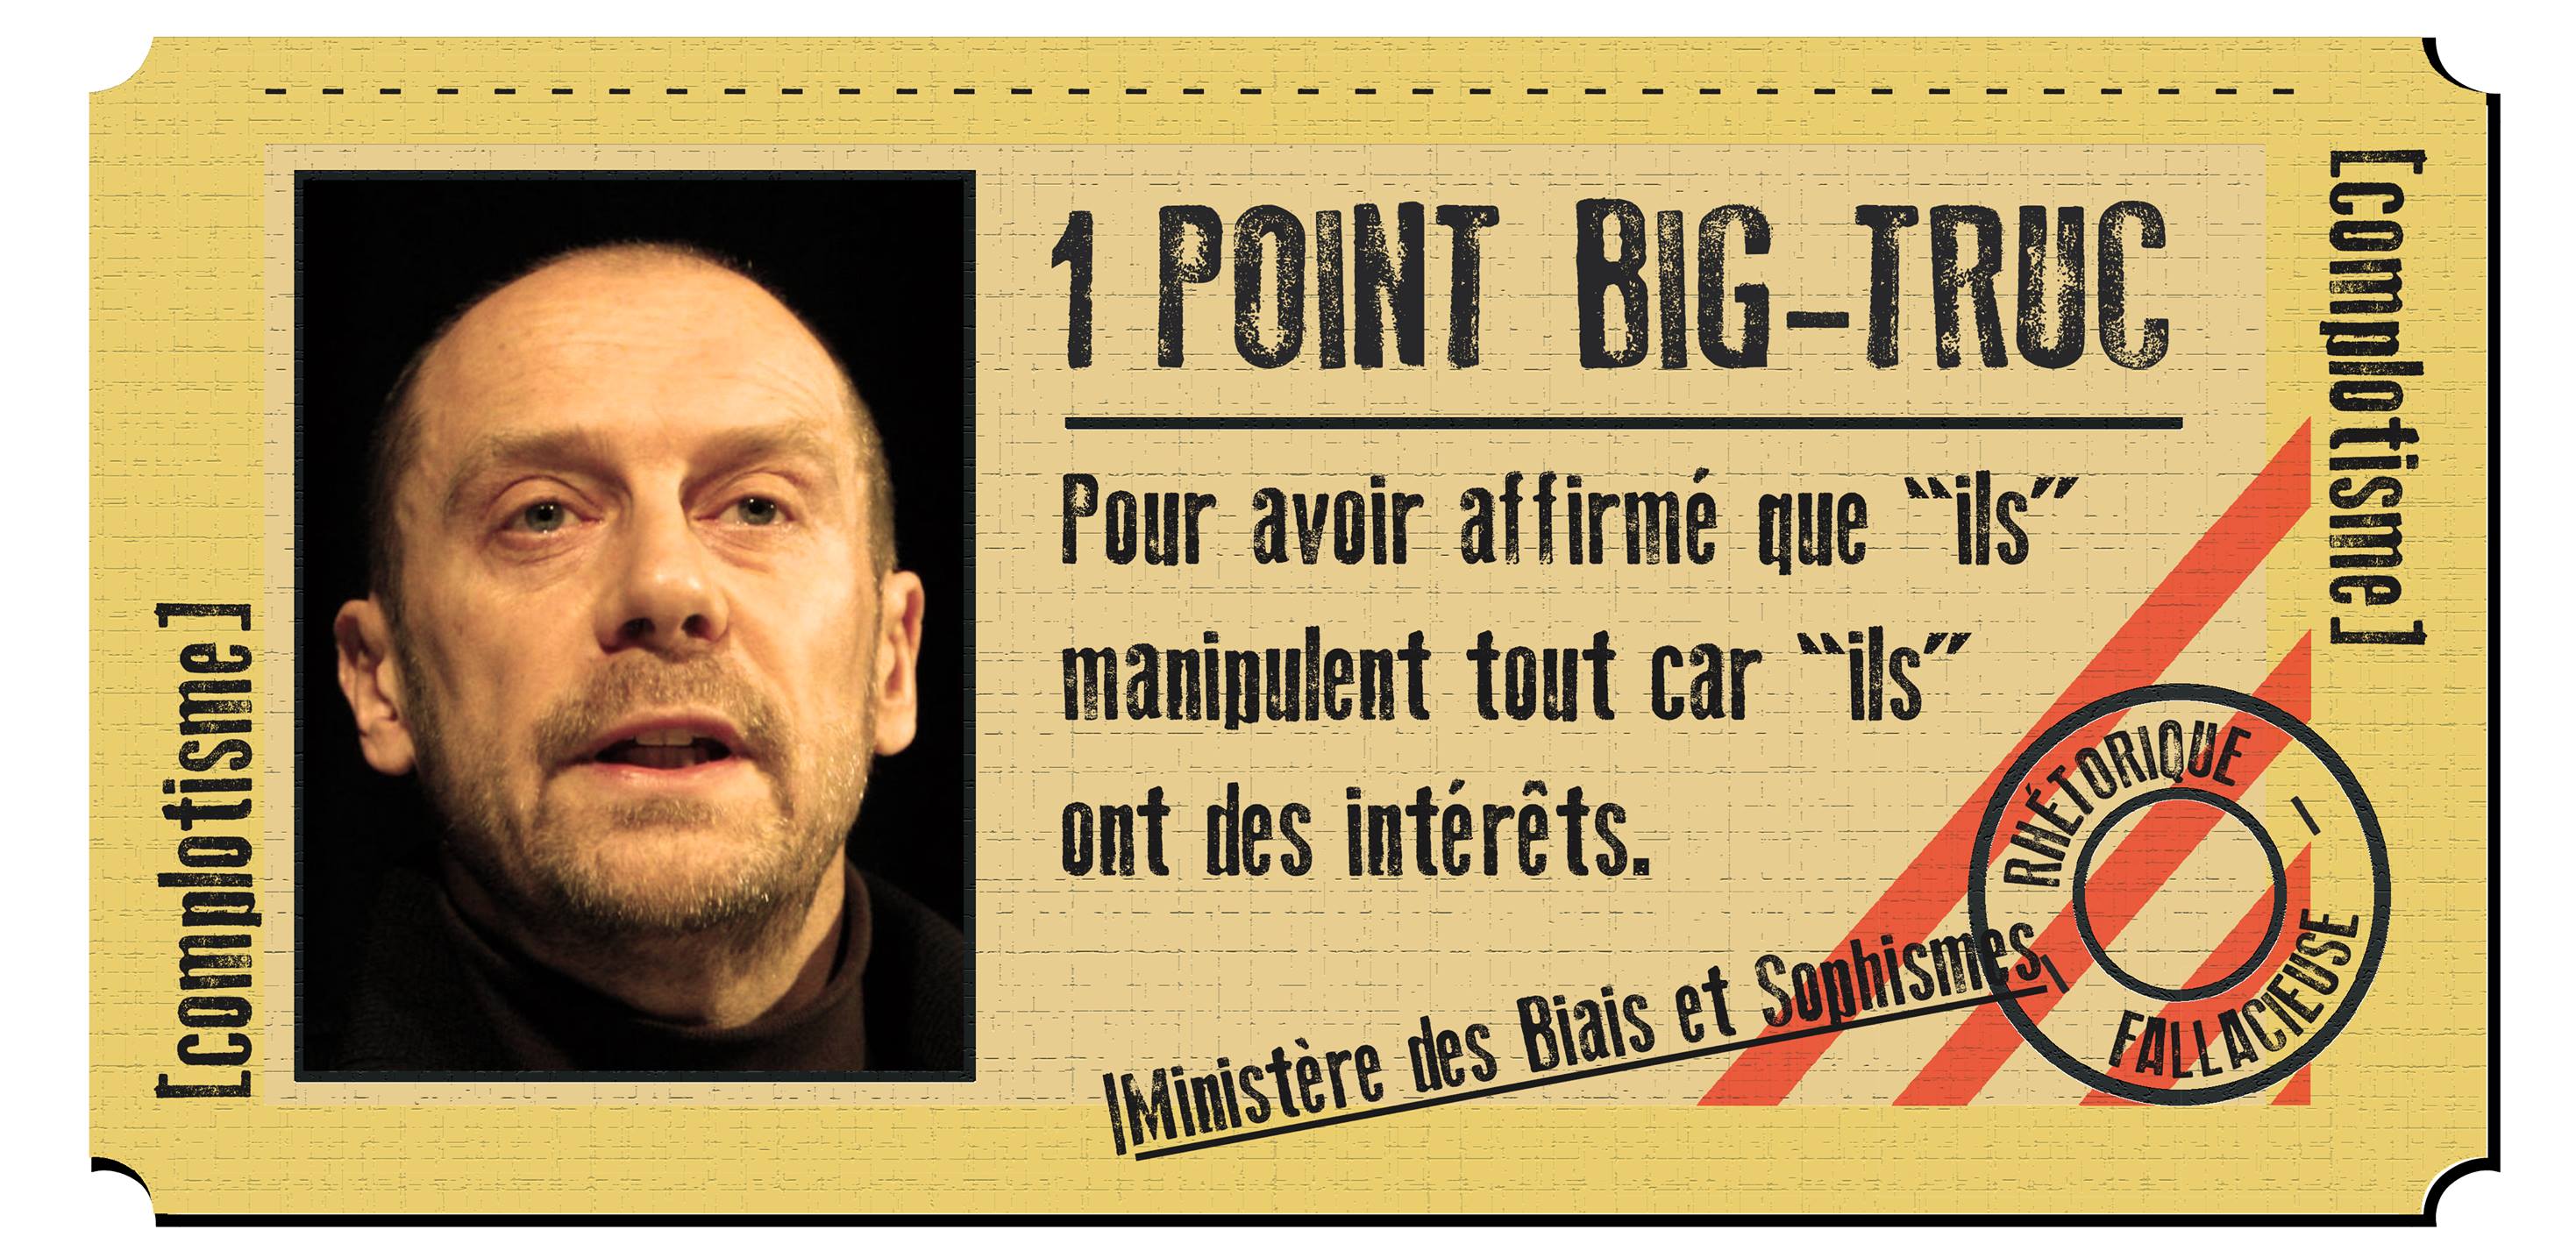 1 POINT BIG-TRUC
Pour avoir affirmé que “ils”
manipulent tout car “ils”
ont des intérêts.
|Ministère des Biais et Sophismes|
RHÉTORIQUE
FALLACIEUSE
[complotisme]
[complotisme]